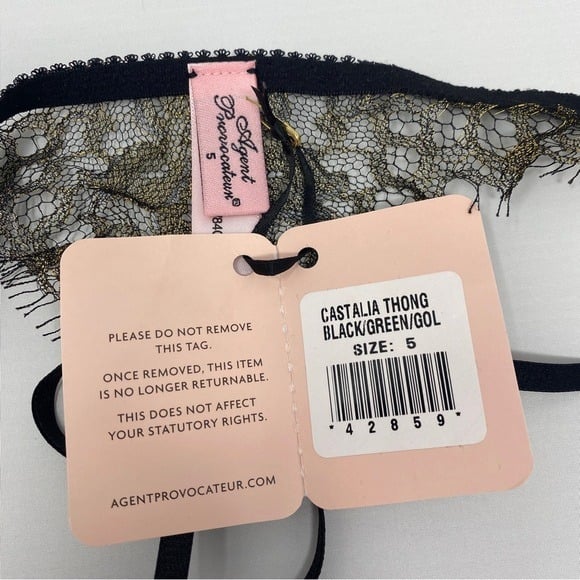 Agent
Provocateur®
5
840
PLEASE DO NOT REMOVE
THIS TAG.
ONCE REMOVED, THIS ITEM
IS NO LONGER RETURNABLE.
THIS DOES NOT AFFECT
YOUR STATUTORY RIGHTS.
AGENTPROVOCATEUR.COM
CASTALIA THONG
BLACK/GREEN/GOL
SIZE: 5
*42859*